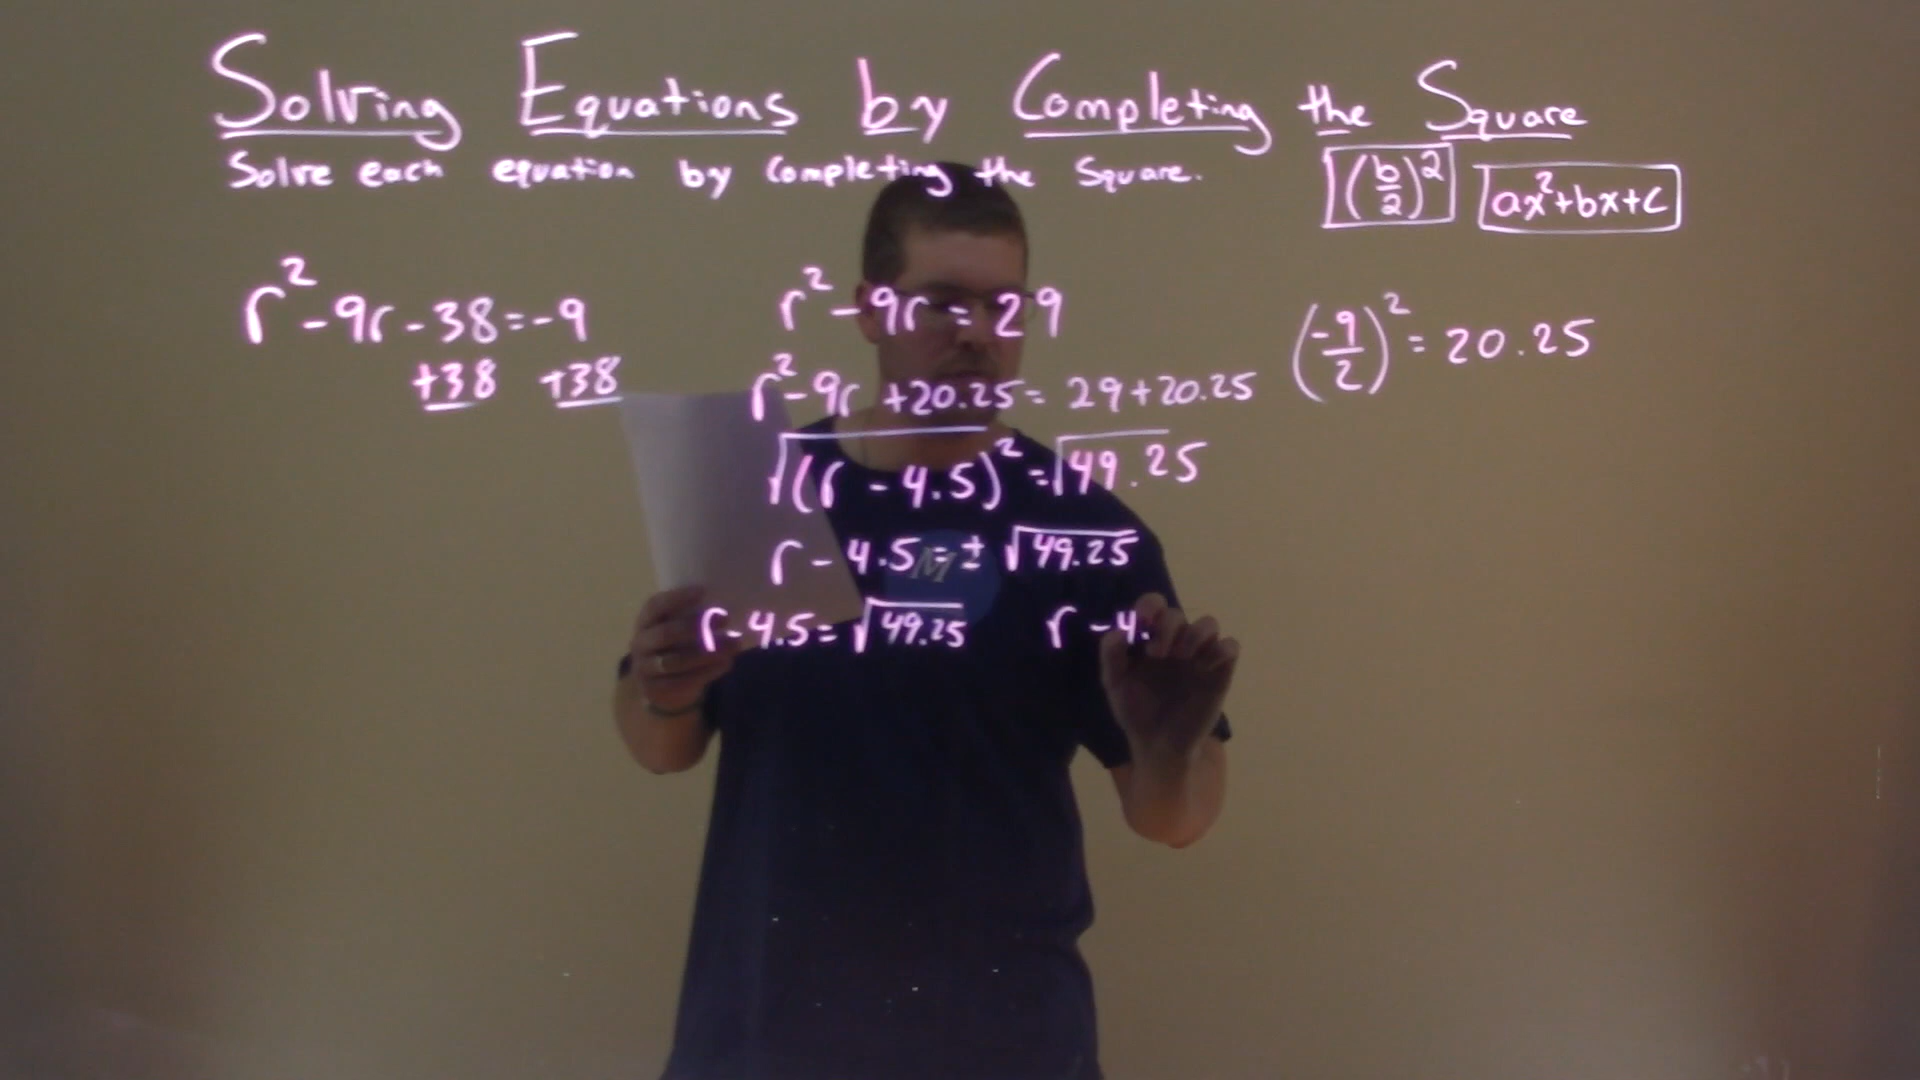 Solving Equations by Completing the Square
Solve each equation by Completing the Square.
(b/2)² ax²+bx+c
r²-9r-38=-9
+38 +38
r²-9r=29
r²-9r+20.25=29+20.25
√(r-4.5)²=√49.25
r-4.5=±√49.25
r-4.5=√49.25 r-4.
(-9/2)²=20.25
M